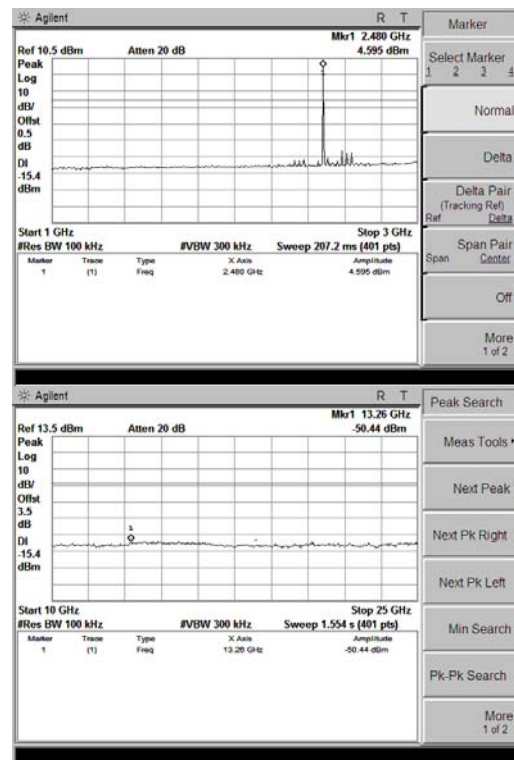 Agilent R T
Mkr1 2.480 GHz
Ref 10.5 dBm Atten 20 dB 4.595 dBm
Peak
Log
10
dB/
Offst
0.5
dB
DI
-15.4
dBm
1
Start 1 GHz Stop 3 GHz
#Res BW 100 kHz #VBW 300 kHz Sweep 207.2 ms (401 pts)
Marker Trace Type X Axis Amplitude
1 (1) Freq 2.480 GHz 4.595 dBm
Marker
Select Marker
1 2 3 4
Normal
Delta
Delta Pair
(Tracking Ref)
Ref Delta
Span Pair
Span Center
Off
More
1 of 2
Agilent R T
Mkr1 13.26 GHz
Ref 13.5 dBm Atten 20 dB -50.44 dBm
Peak
Log
10
dB/
Offst
3.5
dB
DI
-15.4
dBm
1
Start 10 GHz Stop 25 GHz
#Res BW 100 kHz #VBW 300 kHz Sweep 1.554 s (401 pts)
Marker Trace Type X Axis Amplitude
1 (1) Freq 13.26 GHz -50.44 dBm
Peak Search
Meas Tools
Next Peak
Next Pk Right
Next Pk Left
Min Search
Pk-Pk Search
More
1 of 2